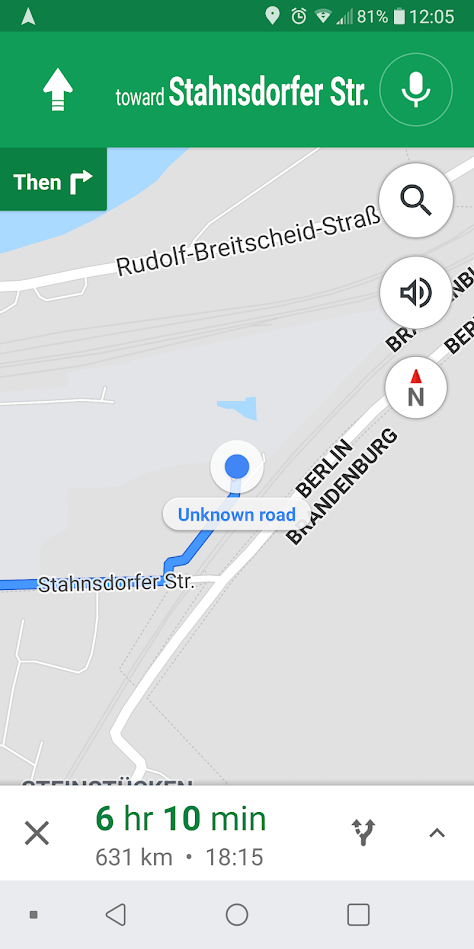 81% 12:05
toward Stahnsdorfer Str.
Then
Rudolf-Breitscheid-Straß
BERLIN
BRANDENBURG
N
Unknown road
Stahnsdorfer Str.
STEINSTÜCKEN
6 hr 10 min
631 km • 18:15